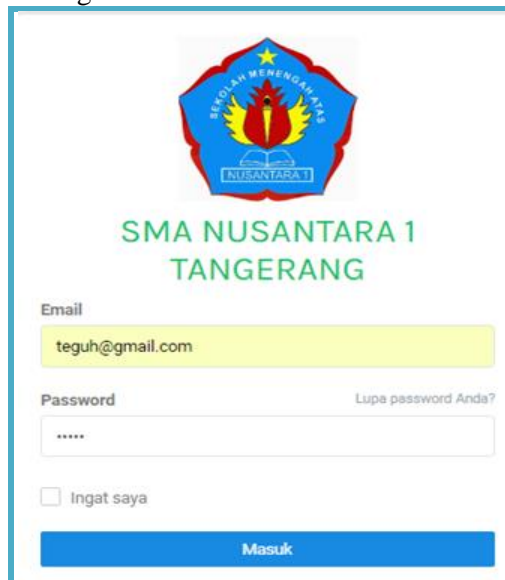 SEKOLAH MENENGAH ATAS
NUSANTARA 1
SMA NUSANTARA 1
TANGERANG
Email
teguh@gmail.com
Password
Lupa password Anda?
•••••
Ingat saya
Masuk